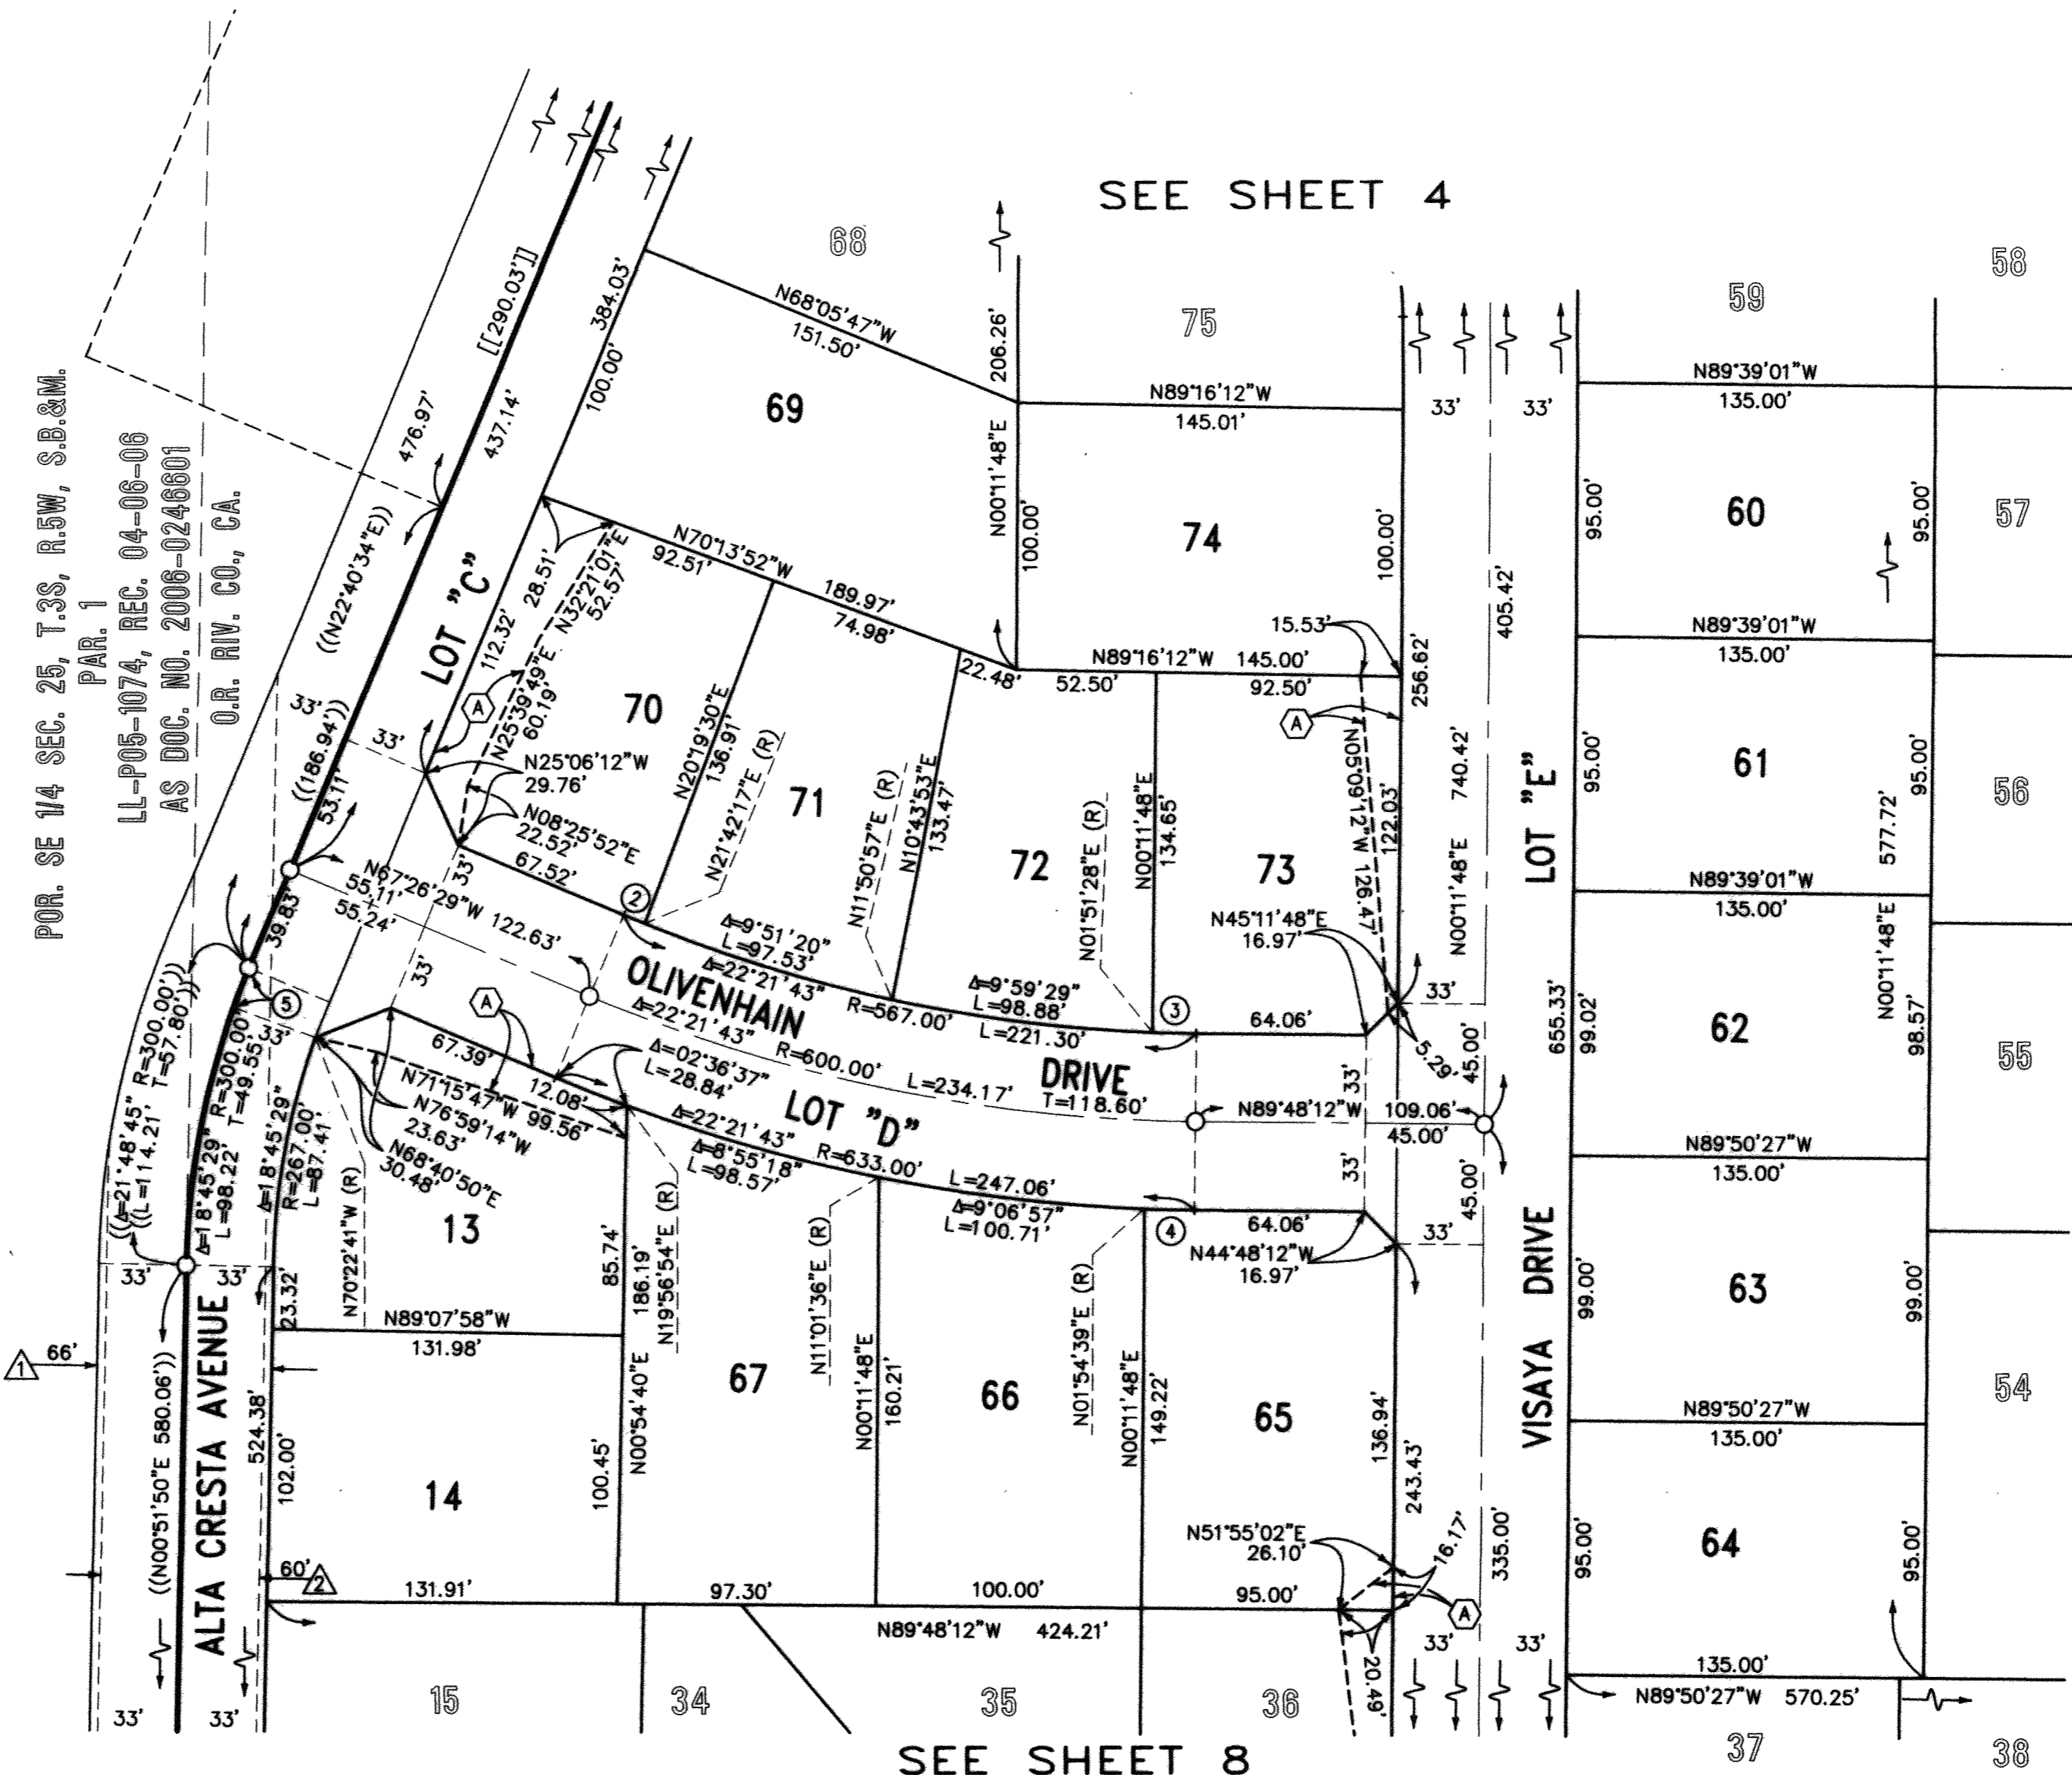 SEE SHEET 4
68
75
59
58
[[290.03']]
384.03'
100.00'
N68°05'47"W
151.50'
206.26'
69
N89°16'12"W
145.01'
33'
33'
N89°39'01"W
135.00'
POR. SE 1/4 SEC. 25, T.3S, R.5W, S.B.&M.
PAR. 1
LL-P05-1074, REC. 04-06-06
AS DOC. NO. 2006-0246601
O.R. RIV. CO., CA.
476.97'
437.14'
((N22°40'34"E))
LOT "C"
N00°11'48"E
100.00'
74
100.00'
405.42'
95.00'
60
95.00'
57
N70°13'52"W
92.51'
189.97'
74.98'
22.48'
28.51'
112.32'
N32°21'01"E
52.57'
N25°39'49"E
60.19'
A
70
N25°06'12"W
29.76'
N08°25'52"E
22.52'
67.52'
15.53'
N89°16'12"W 145.00'
52.50'
92.50'
256.62'
N89°39'01"W
135.00'
33'
((186.94'))
53.11'
33'
N20°19'30"E
136.91'
71
N21°42'17"E (R)
N11°50'57"E (R)
N10°43'53"E
133.47'
72
N01°51'28"E (R)
N00°11'48"E
134.65'
73
A
N05°09'12"W 126.47'
122.03'
N45°11'48"E
16.97'
N00°11'48"E 740.42'
LOT "E"
95.00'
61
95.00'
56
577.72'
N89°39'01"W
135.00'
N00°11'48"E
39.83'
N67°26'29"W 122.63'
55.11'
55.24'
33'
33'
2
Δ=9°51'20"
L=97.53'
Δ=22°21'43" R=567.00' L=221.30'
Δ=9°59'29"
L=98.88'
3
64.06'
33'
5.29'
45.00'
655.33'
99.02'
62
98.57'
55
OLIVENHAIN DRIVE
Δ=22°21'43" R=600.00' L=234.17' T=118.60'
LOT "D"
N89°48'12"W 109.06'
45.00'
33'
33'
5
33'
A
67.39'
12.08'
Δ=02°36'37"
L=28.84'
N71°15'47"W 99.56'
N76°59'14"W
23.63'
N68°40'50"E
30.48'
Δ=22°21'43" R=633.00' L=247.06'
Δ=8°55'18"
L=98.57'
Δ=9°06'57"
L=100.71'
4
64.06'
N44°48'12"W
16.97'
33'
45.00'
N89°50'27"W
135.00'
((Δ=21°48'45" R=300.00'))
((L=114.21' T=57.80'))
Δ=18°45'29" R=300.00'
L=98.22' T=49.55'
Δ=18°45'29"
R=267.00'
L=87.41'
33'
33'
23.32'
N70°22'41"W (R)
13
85.74'
186.19'
N19°56'54"E (R)
N11°01'36"E (R)
N01°54'39"E (R)
99.00'
63
99.00'
VISAYA DRIVE
N89°07'58"W
131.98'
1
66'
((N00°51'50"E 580.06'))
ALTA CRESTA AVENUE
524.38'
102.00'
14
100.45'
N00°54'40"E
67
N00°11'48"E
160.21'
66
N00°11'48"E
149.22'
65
136.94'
243.43'
54
N89°50'27"W
135.00'
N51°55'02"E
26.10'
16.17'
335.00'
95.00'
64
95.00'
60'
2
131.91'
97.30'
100.00'
95.00'
A
N89°48'12"W 424.21'
20.49'
33'
33'
135.00'
N89°50'27"W 570.25'
33'
33'
15
34
35
36
37
38
SEE SHEET 8